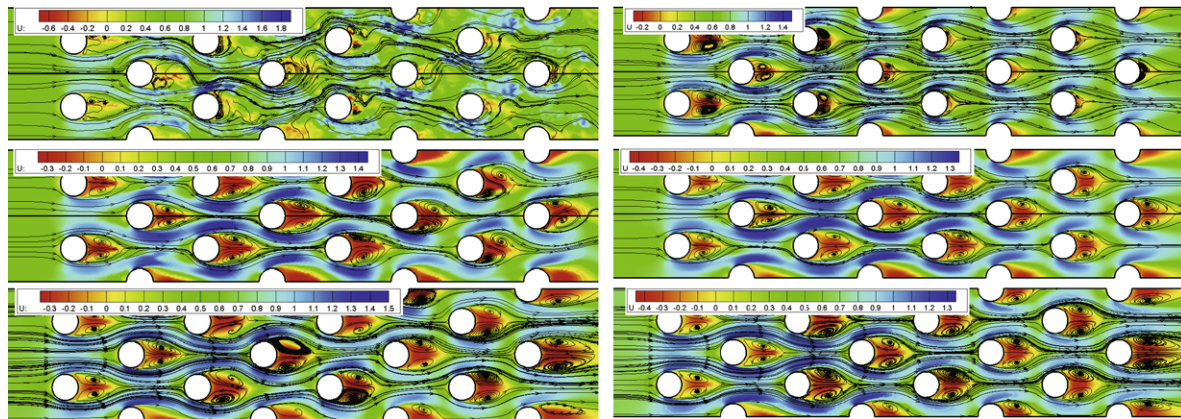 U: -0.6 -0.4 -0.2 0 0.2 0.4 0.6 0.8 1 1.2 1.4 1.6 1.8
U -0.2 0 0.2 0.4 0.6 0.8 1 1.2 1.4
U: -0.3 -0.2 -0.1 0 0.1 0.2 0.3 0.4 0.5 0.6 0.7 0.8 0.9 1 1.1 1.2 1.3 1.4
U -0.4 -0.3 -0.2 -0.1 0 0.1 0.2 0.3 0.4 0.5 0.6 0.7 0.8 0.9 1 1.1 1.2 1.3
U: -0.3 -0.2 -0.1 0 0.1 0.2 0.3 0.4 0.5 0.6 0.7 0.8 0.9 1 1.1 1.2 1.3 1.4 1.5
U -0.4 -0.3 -0.2 -0.1 0 0.1 0.2 0.3 0.4 0.5 0.6 0.7 0.8 0.9 1 1.1 1.2 1.3